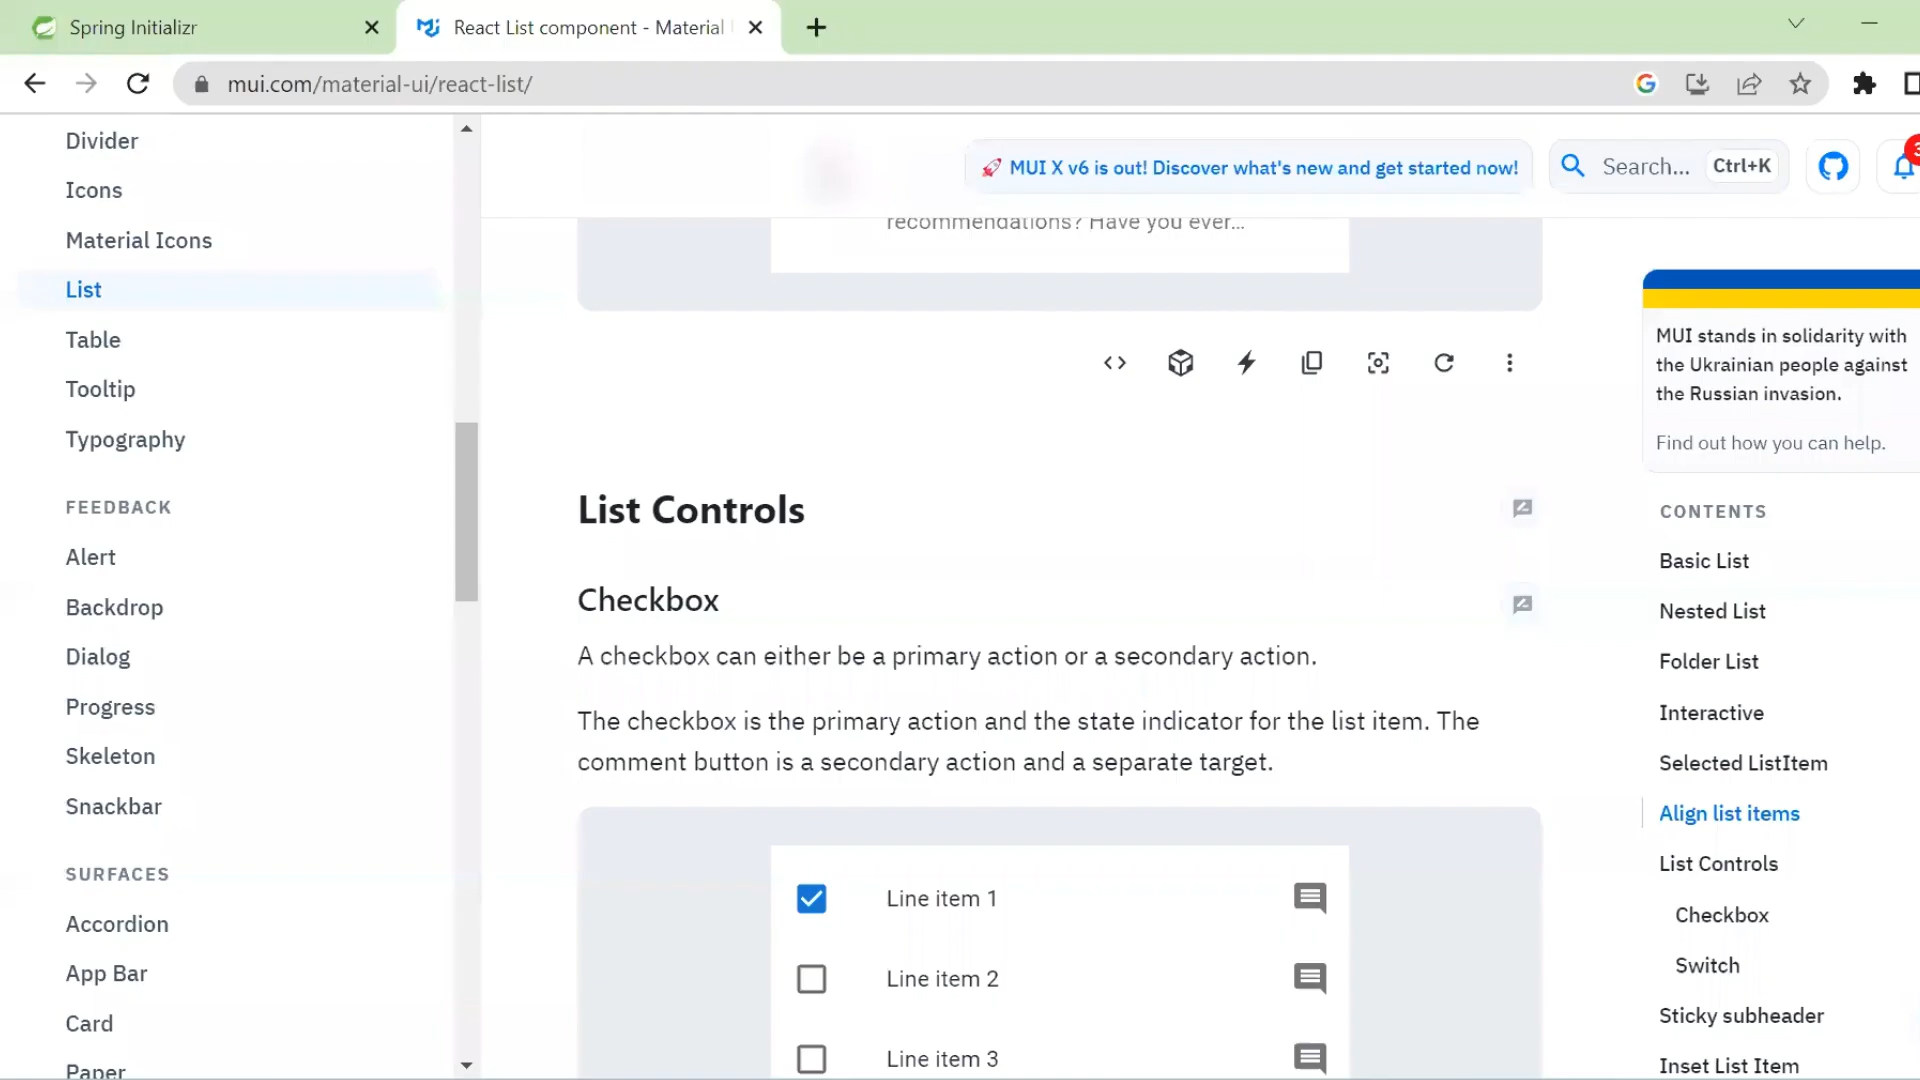 Spring Initializr
React List component - Material
mui.com/material-ui/react-list/
Divider
Icons
Material Icons
List
Table
Tooltip
Typography
FEEDBACK
Alert
Backdrop
Dialog
Progress
Skeleton
Snackbar
SURFACES
Accordion
App Bar
Card
Paper
🚀 MUI X v6 is out! Discover what's new and get started now!
Search...
Ctrl+K
3
recommendations? Have you ever...
List Controls
Checkbox
A checkbox can either be a primary action or a secondary action.
The checkbox is the primary action and the state indicator for the list item. The
comment button is a secondary action and a separate target.
Line item 1
Line item 2
Line item 3
MUI stands in solidarity with
the Ukrainian people against
the Russian invasion.
Find out how you can help.
CONTENTS
Basic List
Nested List
Folder List
Interactive
Selected ListItem
Align list items
List Controls
Checkbox
Switch
Sticky subheader
Inset List Item